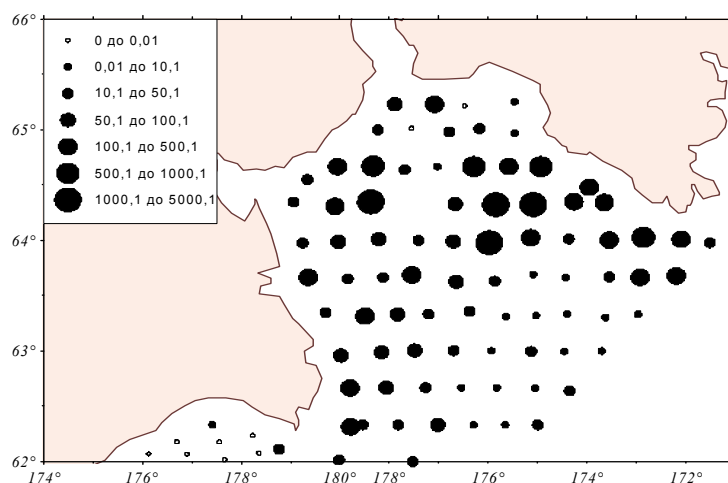 66°
65°
64°
63°
62°
0 до 0,01
0,01 до 10,1
10,1 до 50,1
50,1 до 100,1
100,1 до 500,1
500,1 до 1000,1
1000,1 до 5000,1
174° 176° 178° 180° 178° 176° 174° 172°